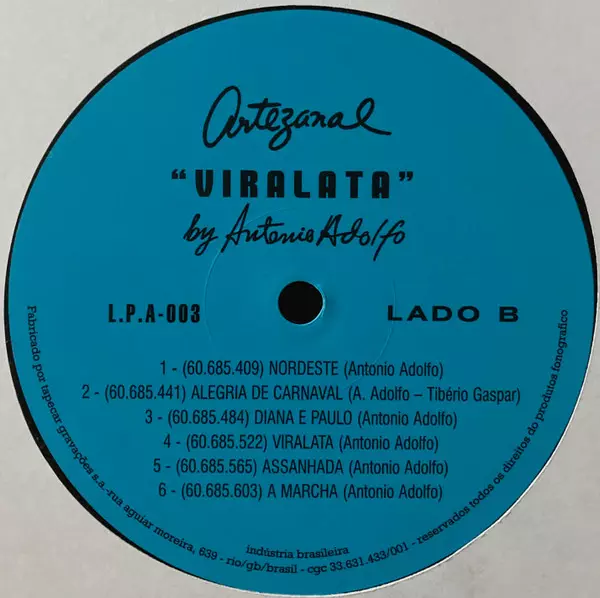 Artezanal
"VIRALATA"
by Antonio Adolfo
L.P.A-003
LADO B
1 - (60.685.409) NORDESTE (Antonio Adolfo)
2 - (60.685.441) ALEGRIA DE CARNAVAL (A. Adolfo – Tibério Gaspar)
3 - (60.685.484) DIANA E PAULO (Antonio Adolfo)
4 - (60.685.522) VIRALATA (Antonio Adolfo)
5 - (60.685.565) ASSANHADA (Antonio Adolfo)
6 - (60.685.603) A MARCHA (Antonio Adolfo)
indústria brasileira
Fabricado por tapecar gravações s.a.-rua aguiar moreira, 639 - rio/gb/brasil - cgc 33.631.433/001 - reservados todos os direitos do produtos fonografico